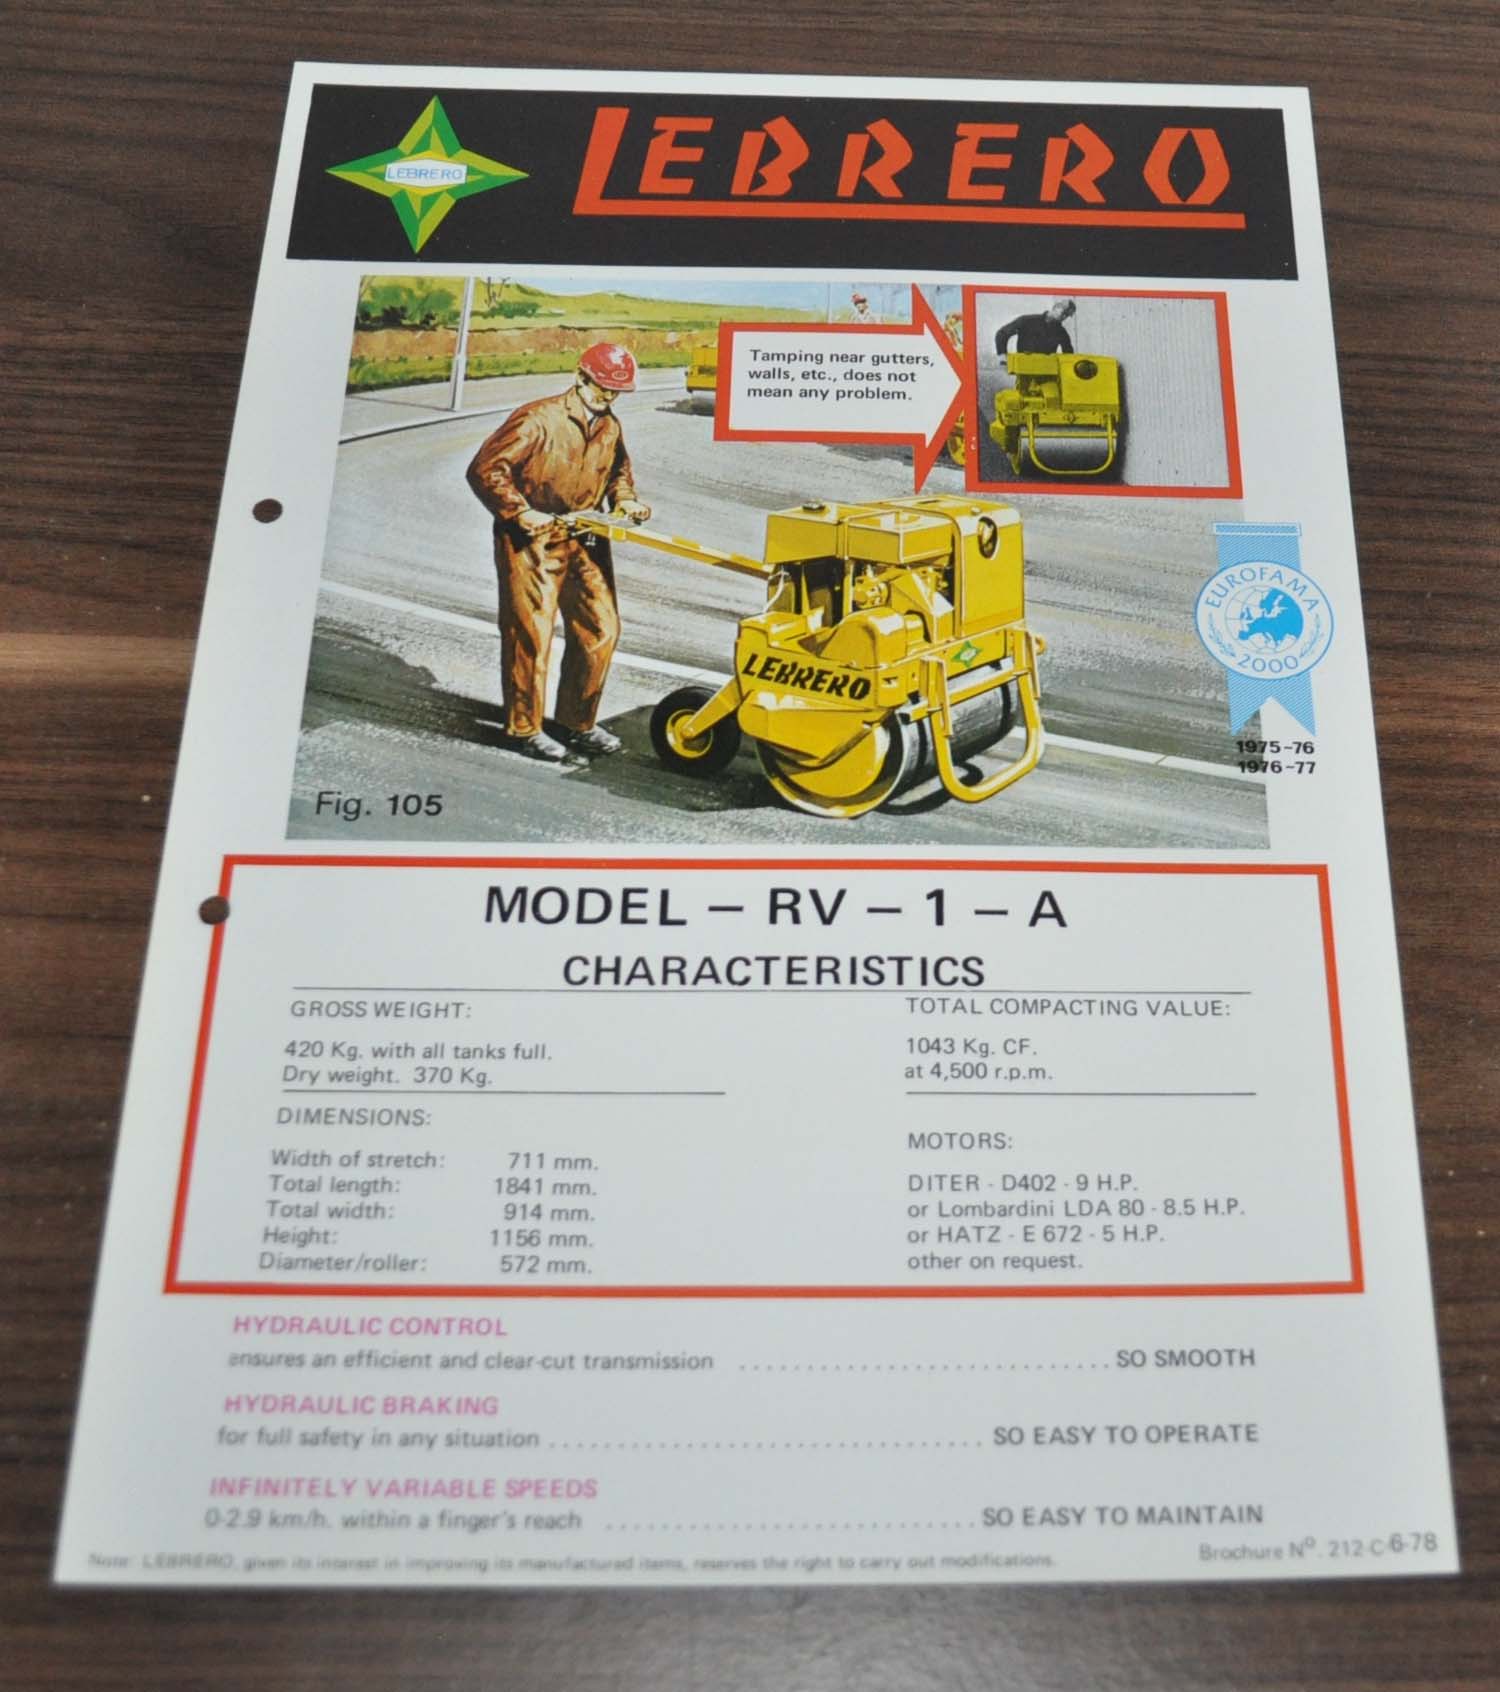 LEBRERO
LEBRERO
Tamping near gutters,
walls, etc., does not
mean any problem.
EUROFAMA
2000
1975-76
1976-77
LEBRERO
Fig. 105
MODEL – RV – 1 – A
CHARACTERISTICS
GROSS WEIGHT:
420 Kg. with all tanks full.
Dry weight. 370 Kg.
DIMENSIONS:
Width of stretch: 711 mm.
Total length: 1841 mm.
Total width: 914 mm.
Height: 1156 mm.
Diameter/roller: 572 mm.
TOTAL COMPACTING VALUE:
1043 Kg. CF.
at 4,500 r.p.m.
MOTORS:
DITER - D402 - 9 H.P.
or Lombardini LDA 80 - 8.5 H.P.
or HATZ - E 672 - 5 H.P.
other on request.
HYDRAULIC CONTROL
ensures an efficient and clear-cut transmission ............................ SO SMOOTH
HYDRAULIC BRAKING
for full safety in any situation ................................. SO EASY TO OPERATE
INFINITELY VARIABLE SPEEDS
0-2.9 km/h. within a finger's reach ............................ SO EASY TO MAINTAIN
Note: LEBRERO, given its interest in improving its manufactured items, reserves the right to carry out modifications.
Brochure Nº. 212-C-6-78